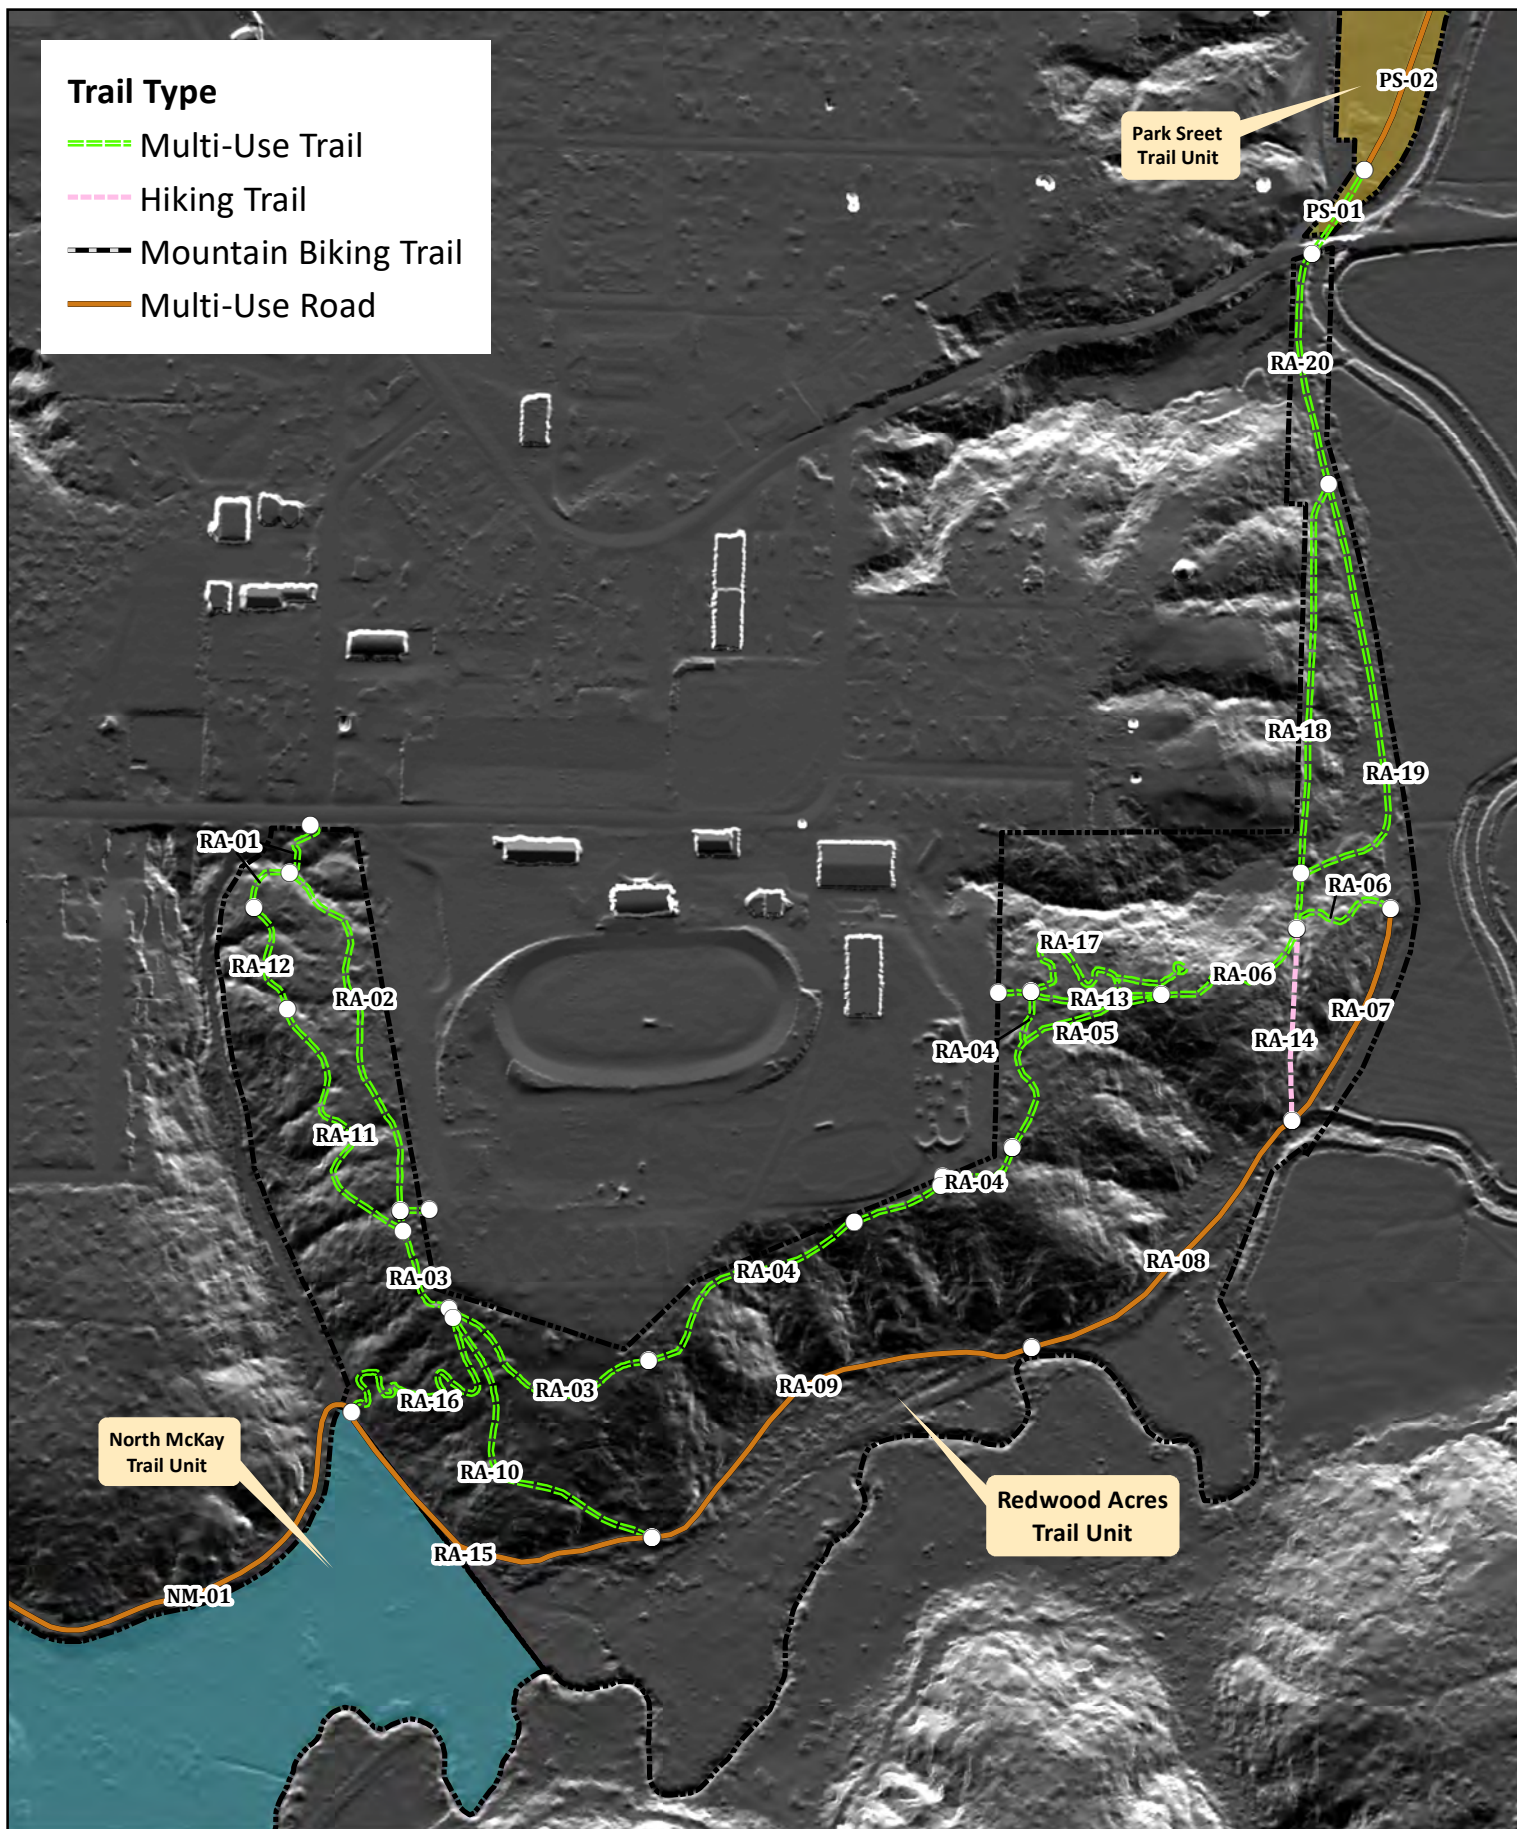 Trail Type
Multi-Use Trail
Hiking Trail
Mountain Biking Trail
Multi-Use Road
PS-02
Park Sreet
Trail Unit
PS-01
RA-20
RA-18
RA-19
RA-01
RA-06
RA-17
RA-12
RA-06
RA-02
RA-13
RA-07
RA-05
RA-14
RA-04
RA-11
RA-04
RA-08
RA-04
RA-03
RA-09
RA-03
RA-16
North McKay
Trail Unit
RA-10
Redwood Acres
Trail Unit
RA-15
NM-01